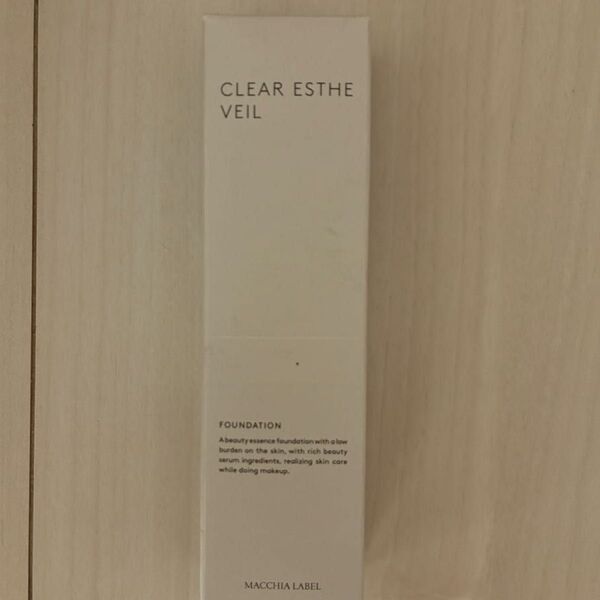 CLEAR ESTHE
VEIL
FOUNDATION
A beauty essence foundation with a low
burden on the skin, with rich beauty
serum ingredients, realizing skin care
while doing makeup.
MACCHIA LABEL